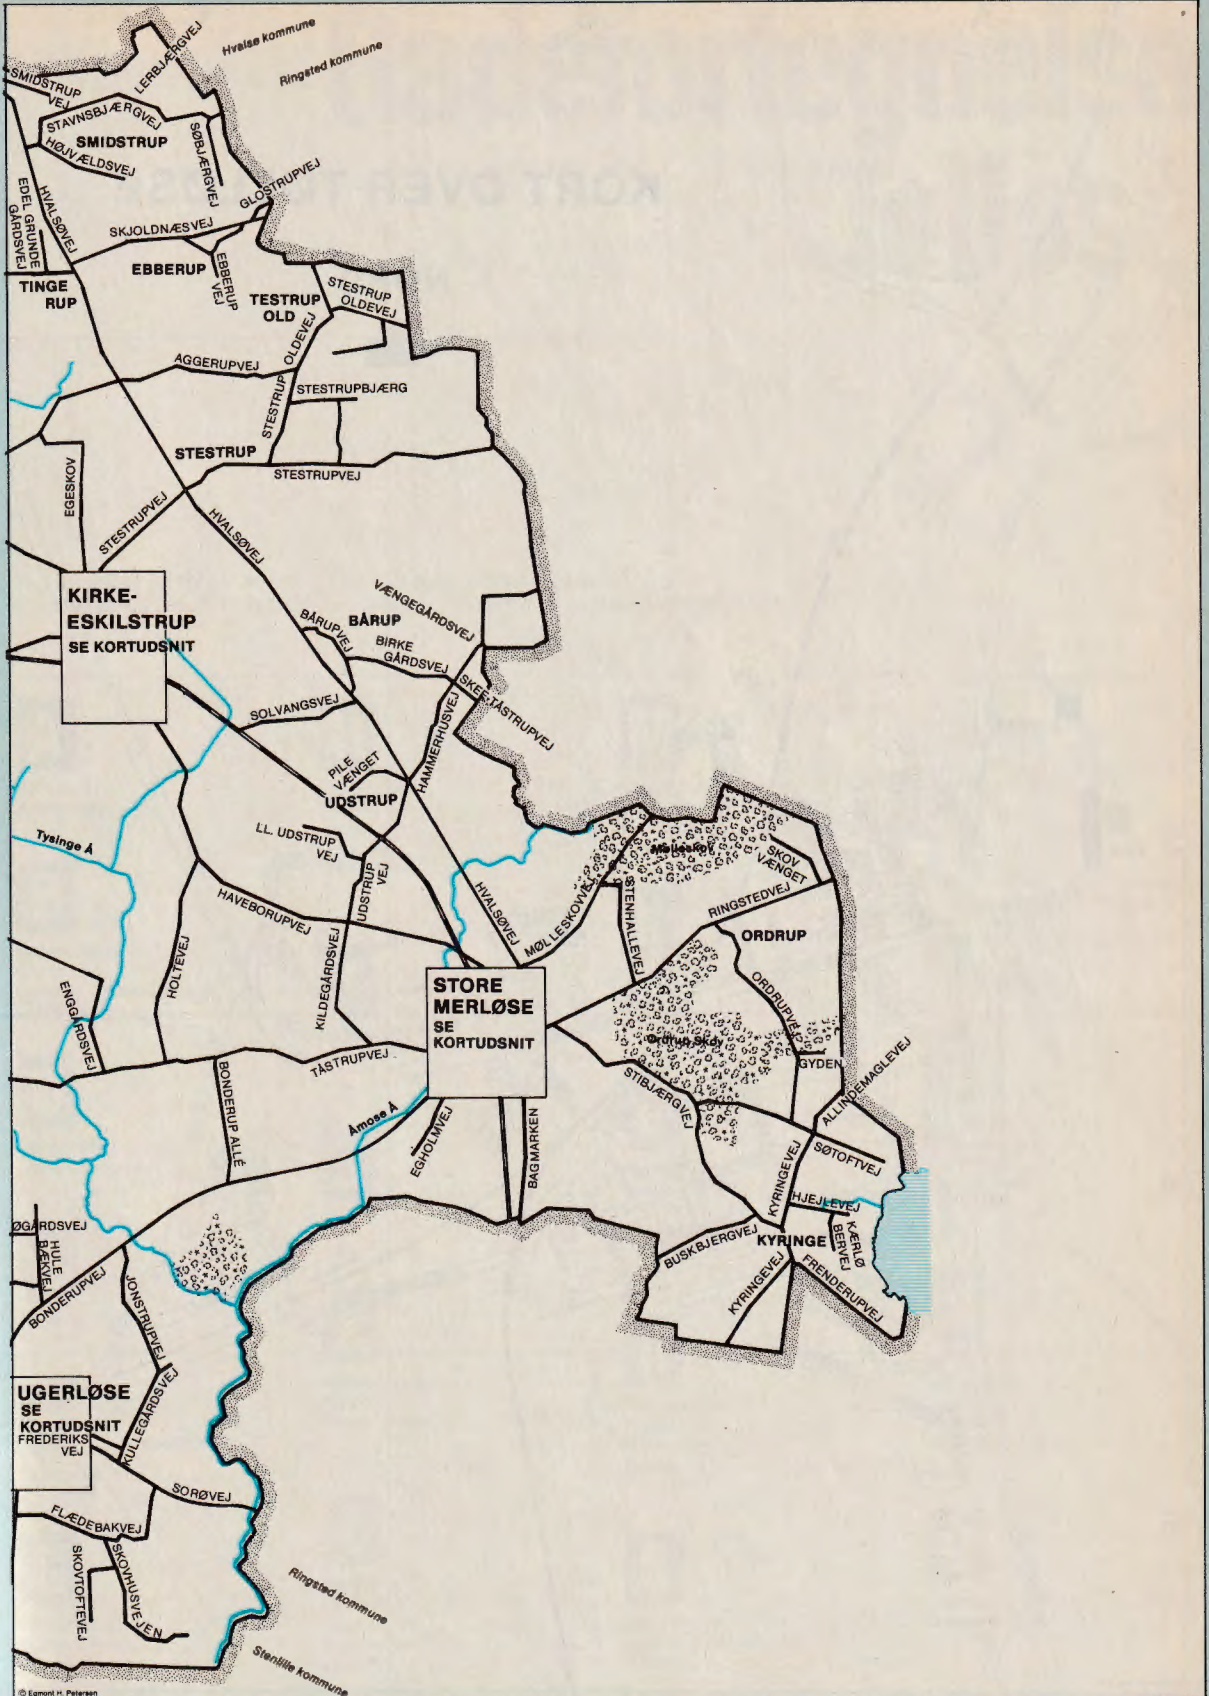 Hvalsø kommune
Ringsted kommune
SMIDSTRUP
VEJ
LERBJÆRGVEJ
STAVNSBJÆRGVEJ
SMIDSTRUP
HØJVÆLDSVEJ
SØBJÆRGVEJ
GLOSTRUPVEJ
EDEL GRUNDE
GÅRDSVEJ
HVALSØVEJ
SKJOLDNÆSVEJ
EBBERUP
EBBERUP
VEJ
TINGE
RUP
TESTRUP
OLD
STESTRUP
OLDEVEJ
OLDEVEJ
AGGERUPVEJ
STESTRUP
STESTRUPBJÆRG
STESTRUP
STESTRUPVEJ
EGESKOV
STESTRUPVEJ
HVALSØVEJ
KIRKE-
ESKILSTRUP
SE KORTUDSNIT
VÆNGEGÅRDSVEJ
BÅRUPVEJ
BÅRUP
BIRKE
GÅRDSVEJ
SKEE-TÅSTRUPVEJ
SOLVANGSVEJ
HAMMERHUSVEJ
PILE
VÆNGET
UDSTRUP
LL. UDSTRUP
VEJ
UDSTRUP
VEJ
Tysinge Å
HAVEBORUPVEJ
HVALSØVEJ
MØLLESKOVVEJ
Mølleskov
SKOV
VÆNGET
STENHALLEVEJ
RINGSTEDVEJ
ORDRUP
HOLTEVEJ
KILDEGÅRDSVEJ
ENGGÅRDSVEJ
STORE
MERLØSE
SE
KORTUDSNIT
ORDRUPVEJ
Ordrup Skov
GYDEN
TÅSTRUPVEJ
BONDERUP ALLÉ
Åmose Å
EGHOLMVEJ
BAGMARKEN
STIBJÆRGVEJ
ALLINDEMAGLEVEJ
SØTOFTVEJ
KYRINGEVEJ
HJEJLEVEJ
KÆRLØ
BERVEJ
BUSKBJERGVEJ
KYRINGE
KYRINGEVEJ
FRENDERUPVEJ
ØGÅRDSVEJ
HULE
BÆKVEJ
BONDERUPVEJ
JONSTRUPVEJ
UGERLØSE
SE
KORTUDSNIT
FREDERIKS
VEJ
KULLEGÅRDSVEJ
SORØVEJ
FLÆDEBAKVEJ
SKOVTOFTEVEJ
SKOVHUSVEJEN
Ringsted kommune
Stenlille kommune
© Egmont H. Petersen